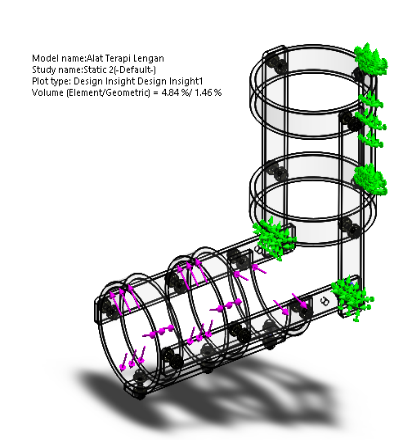 Model name:Alat Terapi Lengan
Study name:Static 2(-Default-)
Plot type: Design Insight Design Insight1
Volume (Element/Geometric) = 4.84 %/ 1.46 %